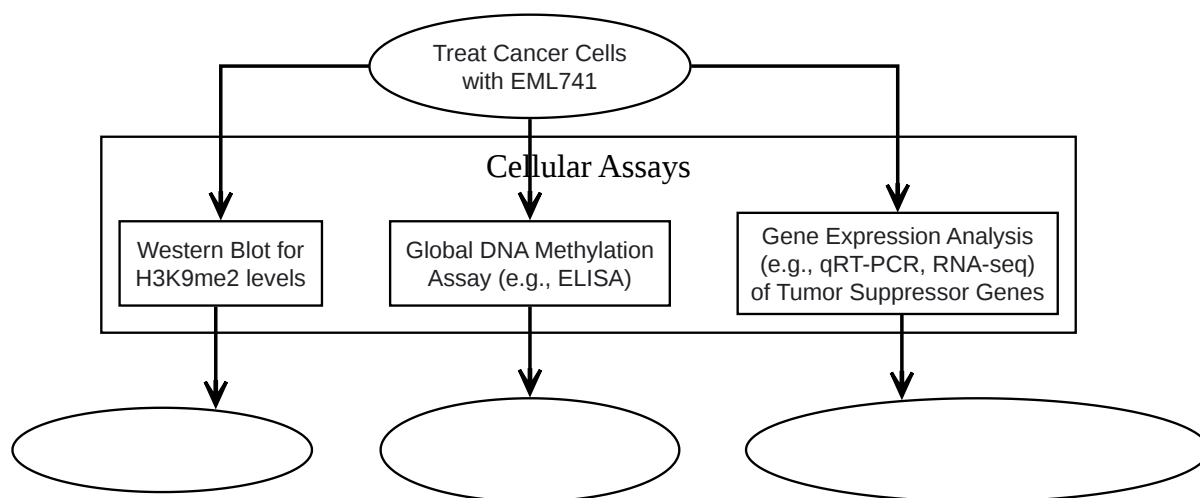 Treat Cancer Cells
with EML741
Cellular Assays
Western Blot for
H3K9me2 levels
Global DNA Methylation
Assay (e.g., ELISA)
Gene Expression Analysis
(e.g., qRT-PCR, RNA-seq)
of Tumor Suppressor Genes